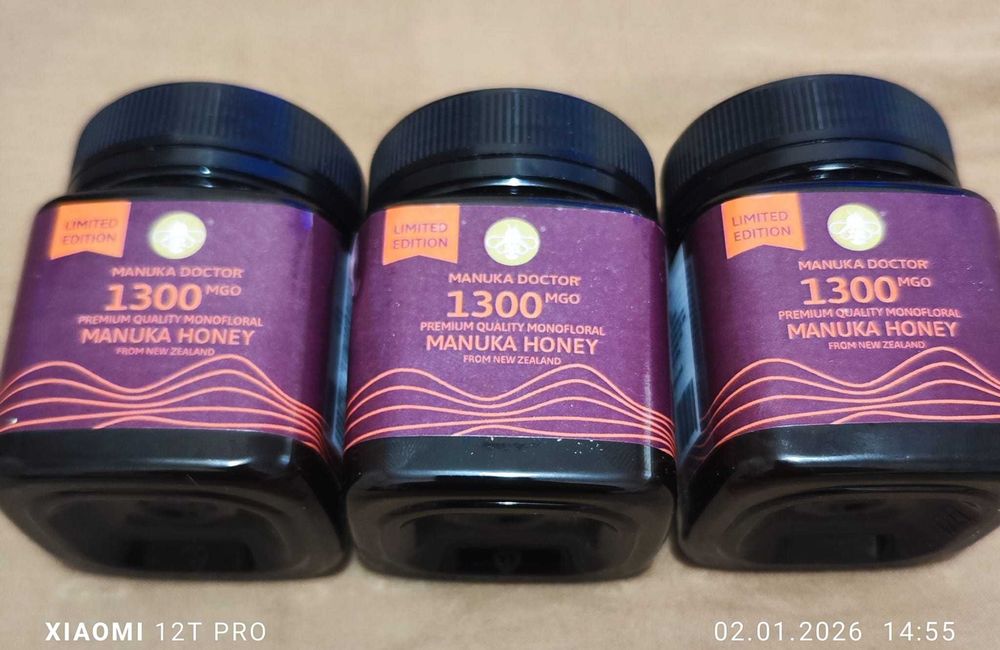 LIMITED
EDITION
MANUKA DOCTOR
1300 MGO
PREMIUM QUALITY MONOFLORAL
MANUKA HONEY
FROM NEW ZEALAND
LIMITED
EDITION
MANUKA DOCTOR
1300 MGO
PREMIUM QUALITY MONOFLORAL
MANUKA HONEY
FROM NEW ZEALAND
LIMITED
EDITION
MANUKA DOCTOR
1300 MGO
PREMIUM QUALITY MONOFLORAL
MANUKA HONEY
FROM NEW ZEALAND
XIAOMI 12T PRO
02.01.2026 14:55